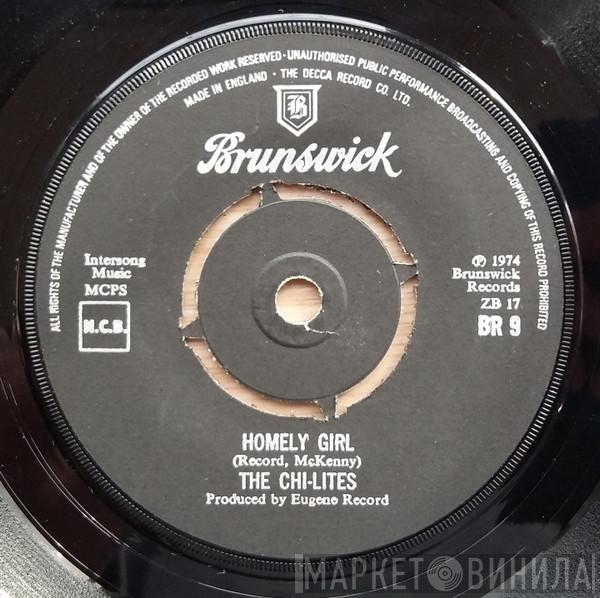 ALL RIGHTS OF THE MANUFACTURER AND OF THE OWNER OF THE RECORDED WORK RESERVED · UNAUTHORISED PUBLIC PERFORMANCE BROADCASTING AND COPYING OF THIS RECORD PROHIBITED
MADE IN ENGLAND · THE DECCA RECORD CO. LTD.
B
Brunswick
Intersong
Music
MCPS
N.C.B.
℗ 1974
Brunswick
Records
ZB 17
BR 9
HOMELY GIRL
(Record, McKenny)
THE CHI-LITES
Produced by Eugene Record
МАРКЕТ ВИНИЛА